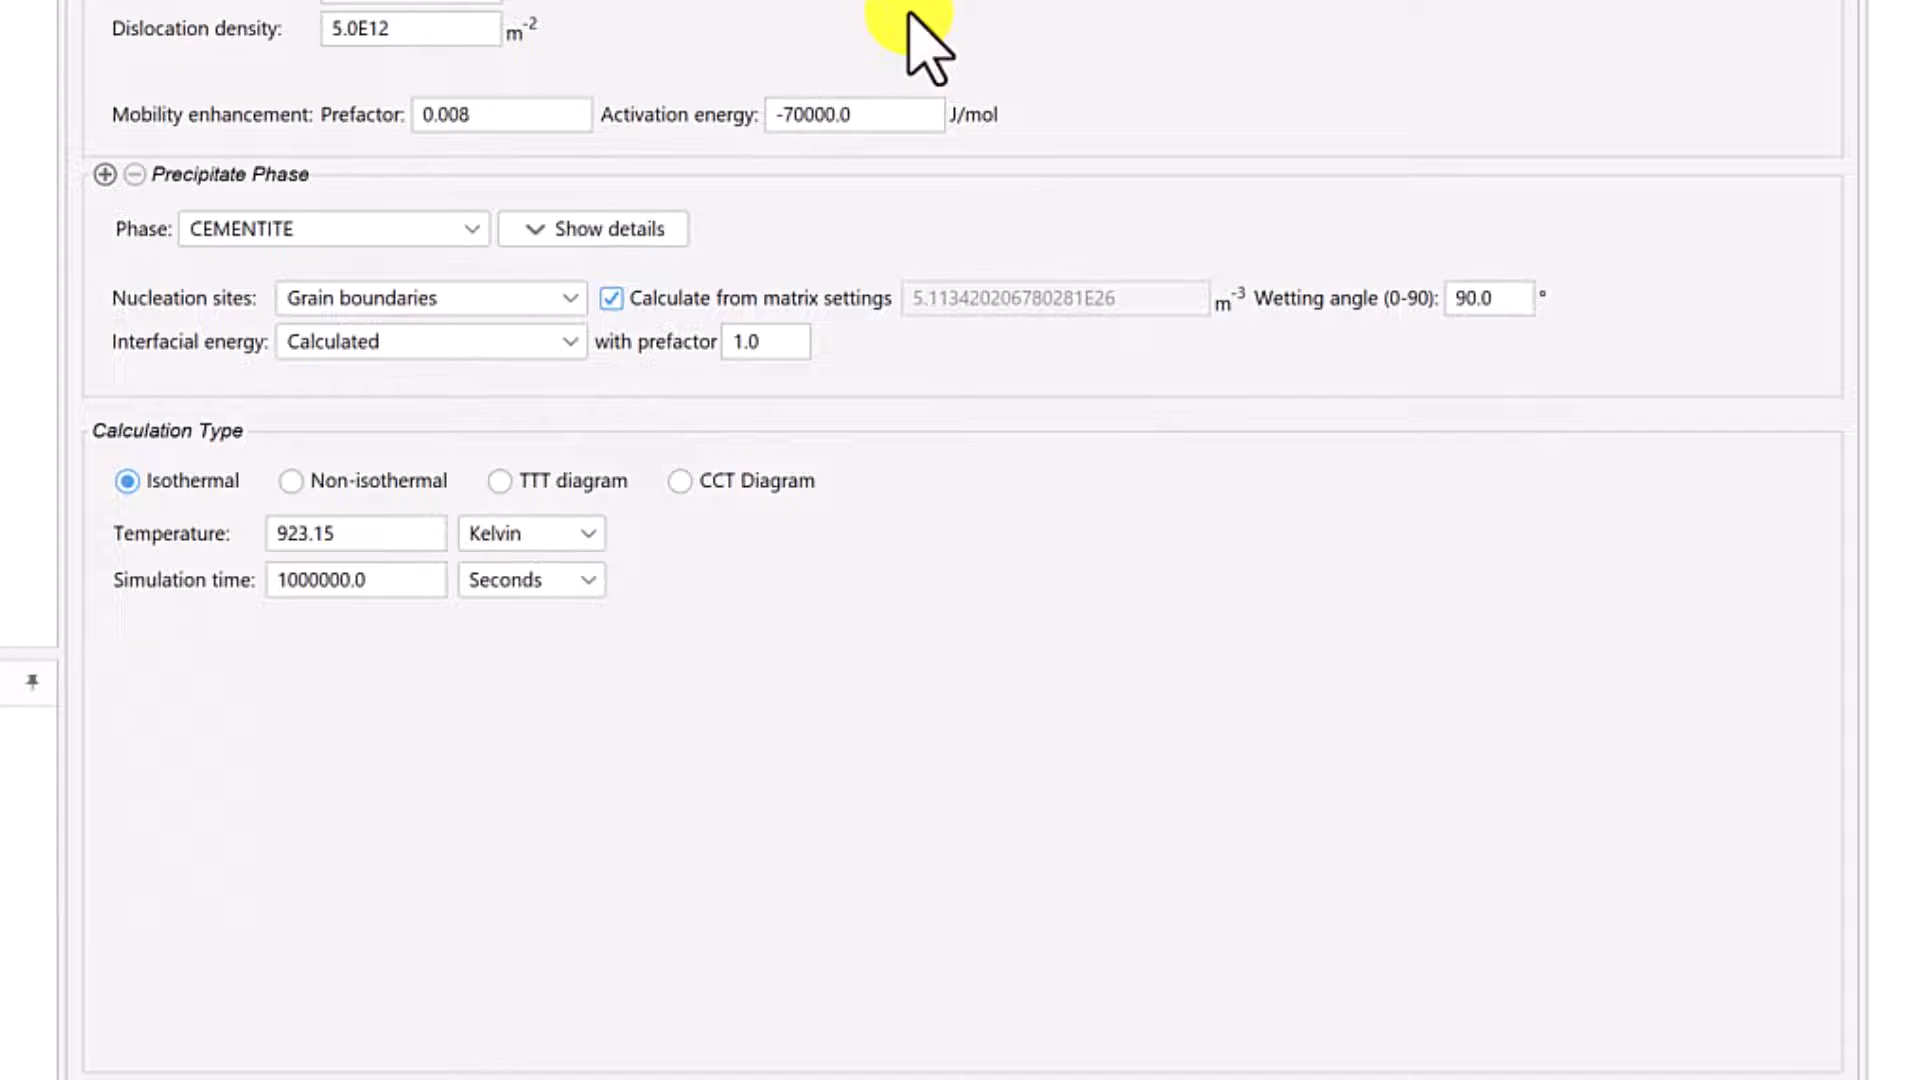 Dislocation density: 5.0E12 m-2
Mobility enhancement: Prefactor: 0.008 Activation energy: -70000.0 J/mol
Precipitate Phase
Phase: CEMENTITE Show details
Nucleation sites: Grain boundaries Calculate from matrix settings 5.113420206780281E26 m-3 Wetting angle (0-90): 90.0 °
Interfacial energy: Calculated with prefactor 1.0
Calculation Type
Isothermal Non-isothermal TTT diagram CCT Diagram
Temperature: 923.15 Kelvin
Simulation time: 1000000.0 Seconds